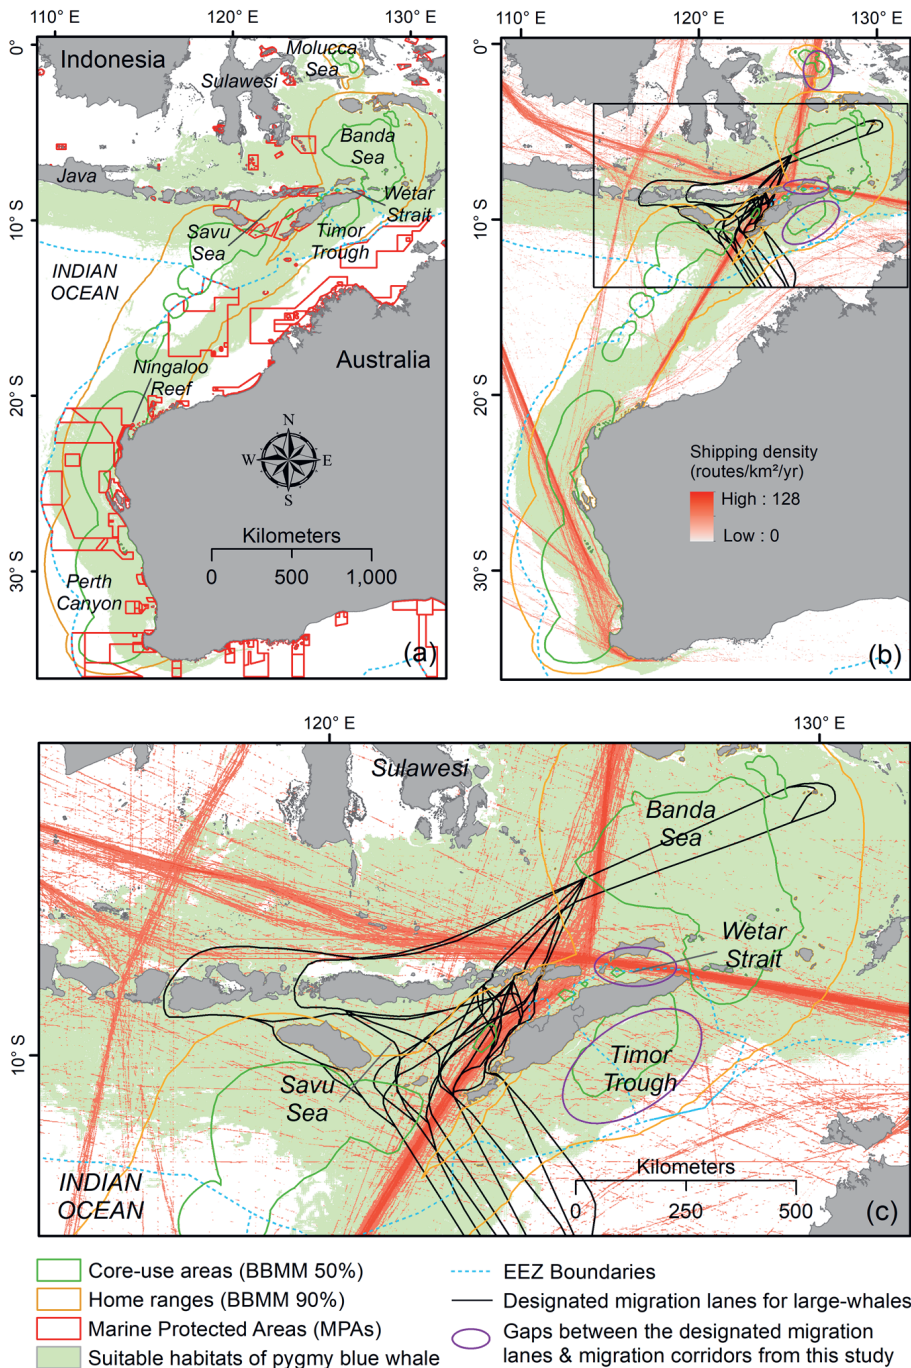 110° E 120° E 130° E
0°
Indonesia
Molucca
Sea
Sulawesi
Banda
Sea
Java
Wetar
Strait
10° S
Savu
Sea
Timor
Trough
INDIAN
OCEAN
Ningaloo
Reef
Australia
20° S
N
W E
S
Kilometers
0 500 1,000
30° S
Perth
Canyon
(a)
110° E 120° E 130° E
0°
10° S
20° S
Shipping density
(routes/km²/yr)
High : 128
Low : 0
30° S
(b)
120° E 130° E
Sulawesi
Banda
Sea
Wetar
Strait
10° S
Timor
Trough
Savu
Sea
INDIAN
OCEAN
Kilometers
0 250 500
(c)
Core-use areas (BBMM 50%)
Home ranges (BBMM 90%)
Marine Protected Areas (MPAs)
Suitable habitats of pygmy blue whale
EEZ Boundaries
Designated migration lanes for large-whales
Gaps between the designated migration
lanes & migration corridors from this study